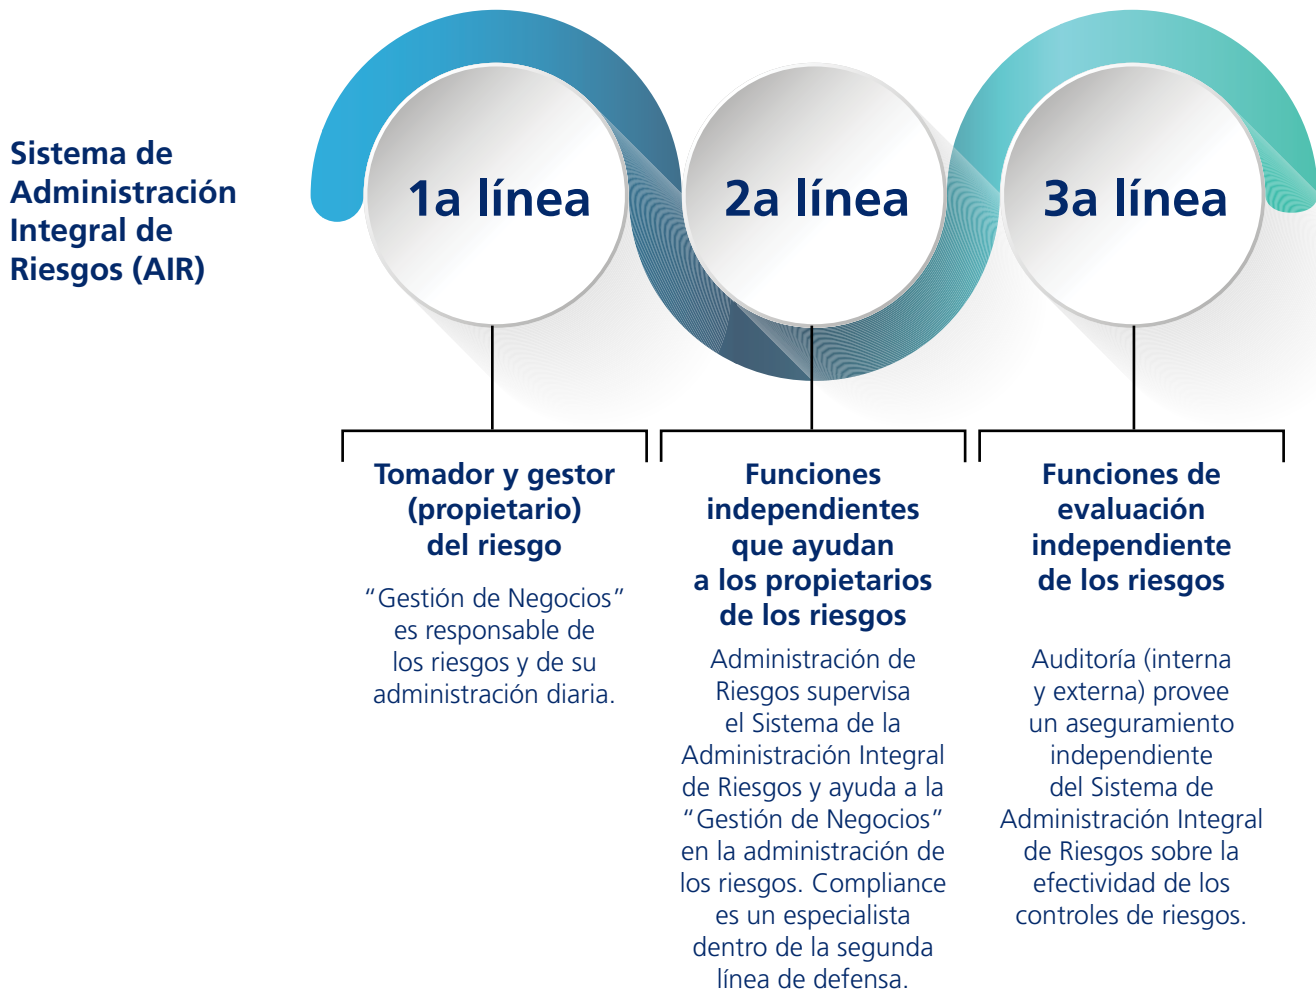 Sistema de
Administración
Integral de
Riesgos (AIR)
1a línea
2a línea
3a línea
Tomador y gestor
(propietario)
del riesgo
“Gestión de Negocios”
es responsable de
los riesgos y de su
administración diaria.
Funciones
independientes
que ayudan
a los propietarios
de los riesgos
Administración de
Riesgos supervisa
el Sistema de la
Administración Integral
de Riesgos y ayuda a la
“Gestión de Negocios”
en la administración de
los riesgos. Compliance
es un especialista
dentro de la segunda
línea de defensa.
Funciones de
evaluación
independiente
de los riesgos
Auditoría (interna
y externa) provee
un aseguramiento
independiente
del Sistema de
Administración Integral
de Riesgos sobre la
efectividad de los
controles de riesgos.